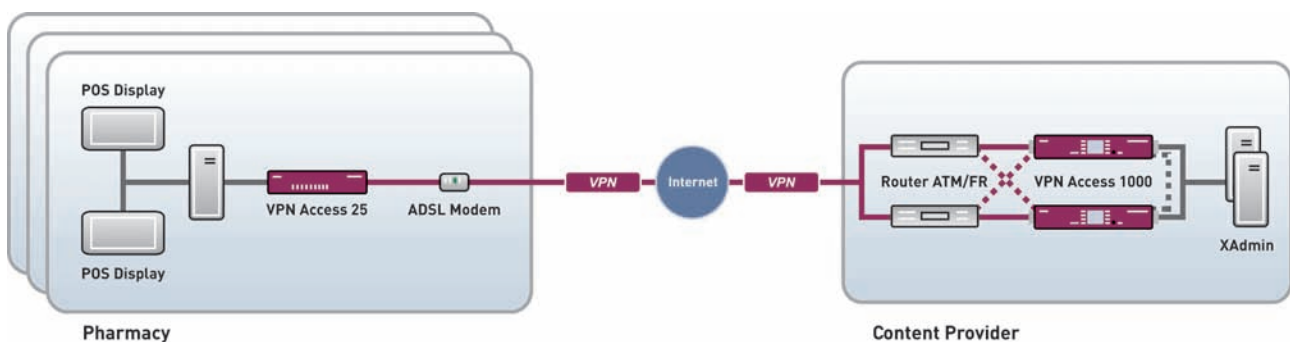 POS Display
VPN Access 25
ADSL Modem
POS Display
Pharmacy
VPN
Internet
VPN
Router ATM/FR
VPN Access 1000
XAdmin
Content Provider